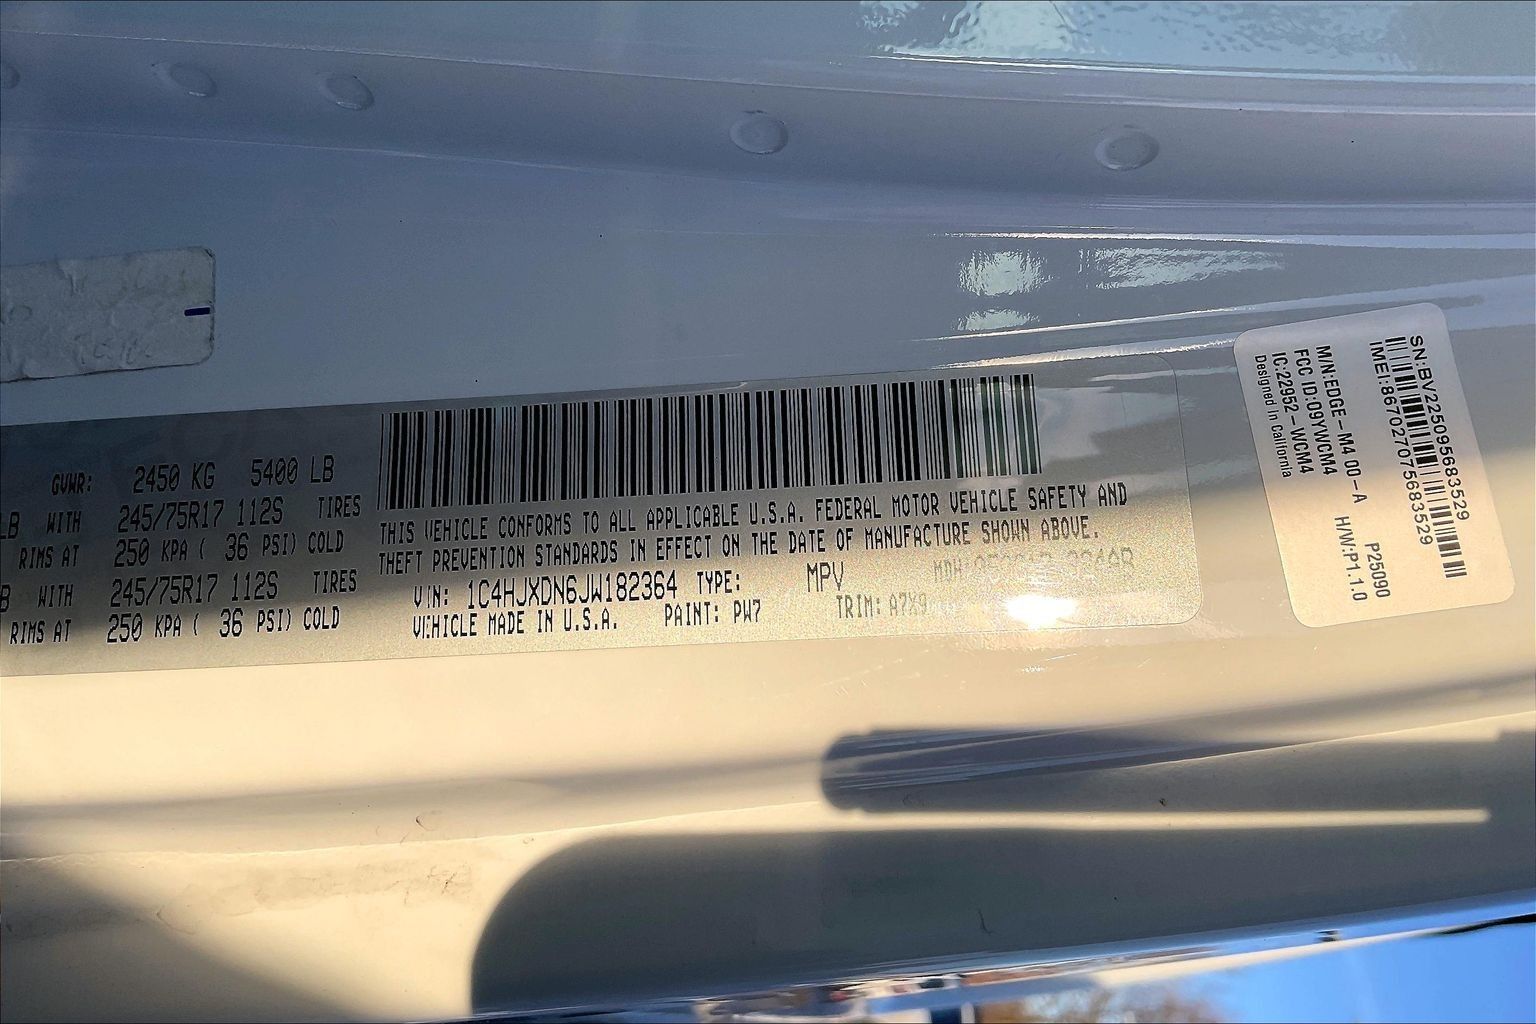 GVWR: 2450 KG 5400 LB
LB WITH 245/75R17 112S TIRES
RIMS AT 250 KPA ( 36 PSI) COLD
B WITH 245/75R17 112S TIRES
RIMS AT 250 KPA ( 36 PSI) COLD
THIS VEHICLE CONFORMS TO ALL APPLICABLE U.S.A. FEDERAL MOTOR VEHICLE SAFETY AND
THEFT PREVENTION STANDARDS IN EFFECT ON THE DATE OF MANUFACTURE SHOWN ABOVE.
VIN: 1C4HJXDN6JW182364 TYPE: MPV MDH:
VEHICLE MADE IN U.S.A. PAINT: PW7 TRIM: A7X9
SN:BV225095683529
IMEI:867027075683529
M/N:EDGE-M4 00-A P25090
FCC ID:09YWCM4 H/W:P1.1.0
IC:22952-WCM4
Designed in California